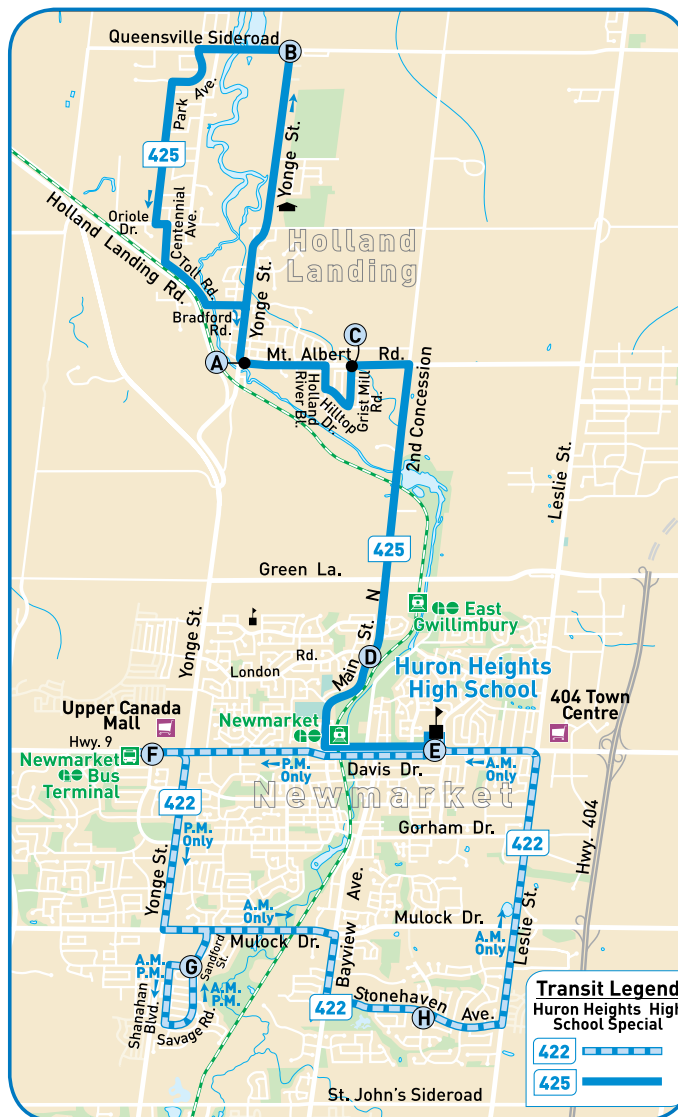 Queensville Sideroad
B
Park Ave.
425
Yonge St.
Oriole
Dr.
Centennial
Ave.
Holland Landing Rd.
Toll Rd.
Holland
Landing
Bradford
Rd.
Yonge St.
C
A
Mt. Albert Rd.
Holland
River Bl.
Hilltop
Dr.
Grist Mill
Rd.
2nd Concession
Leslie St.
425
Green La.
N
East
Gwillimbury
Yonge St.
London Rd.
Main St.
D
Huron Heights
High School
Upper Canada
Mall
Newmarket
404 Town
Centre
Hwy. 9
Newmarket
Bus
Terminal
F
E
P.M.
Only
Davis Dr.
A.M.
Only
Newmarket
422
P.M.
Only
Gorham Dr.
422
Hwy. 404
Yonge St.
A.M.
Only
Bayview Ave.
Mulock Dr.
Mulock Dr.
A.M.
Only
Leslie St.
A.M.
P.M.
G
Sandford
St.
A.M.
P.M.
Shanahan
Blvd.
Savage Rd.
422
Stonehaven Ave.
H
Transit Legend
Huron Heights High
School Special
422
425
St. John's Sideroad